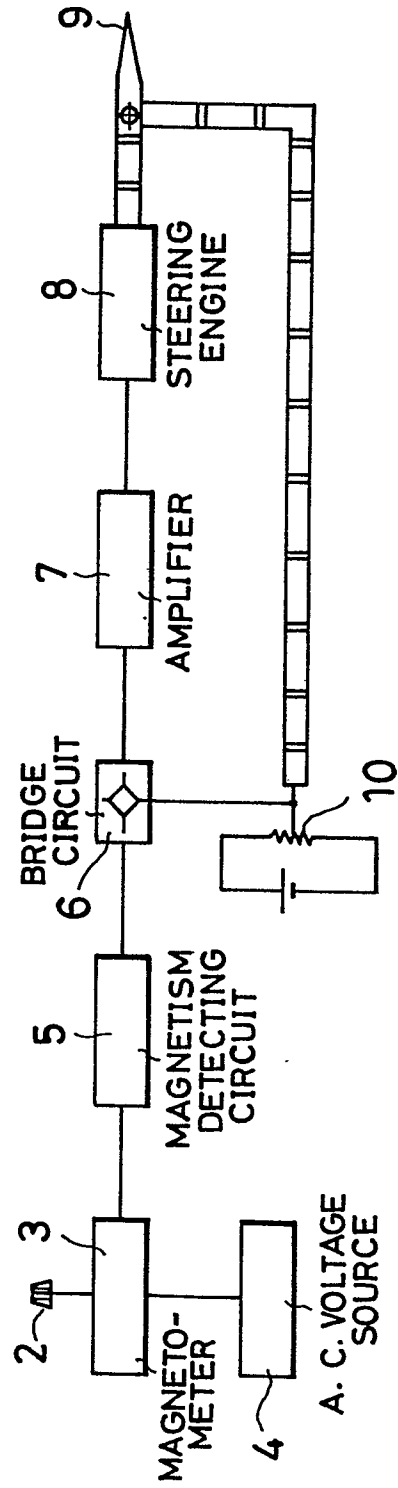 2
3
MAGNETO-
METER
4
A. C. VOLTAGE
SOURCE
5
MAGNETISM
DETECTING
CIRCUIT
BRIDGE
CIRCUIT
6
7
AMPLIFIER
8
STEERING
ENGINE
9
10